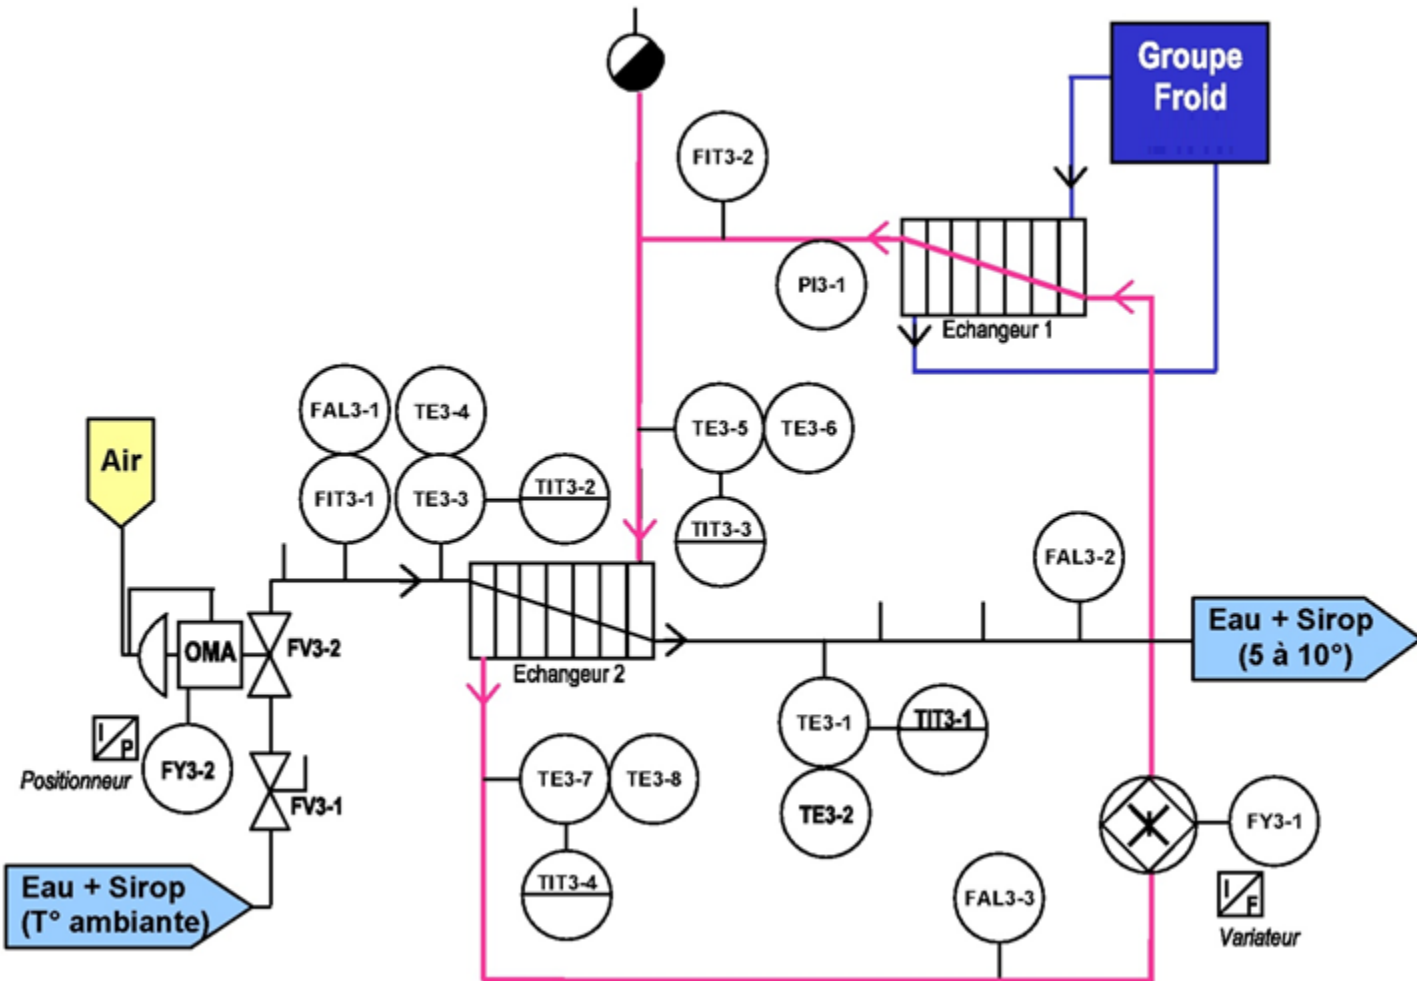 Groupe
Froid
FIT3-2
PI3-1
Echangeur 1
FAL3-1
TE3-4
TE3-5
TE3-6
Air
FIT3-1
TE3-3
TIT3-2
TIT3-3
FAL3-2
OMA
FV3-2
Echangeur 2
Eau + Sirop
(5 à 10°)
I
P
Positionneur
FY3-2
FV3-1
TE3-7
TE3-8
TE3-1
TIT3-1
TE3-2
FY3-1
Eau + Sirop
(T° ambiante)
TIT3-4
FAL3-3
I
F
Variateur